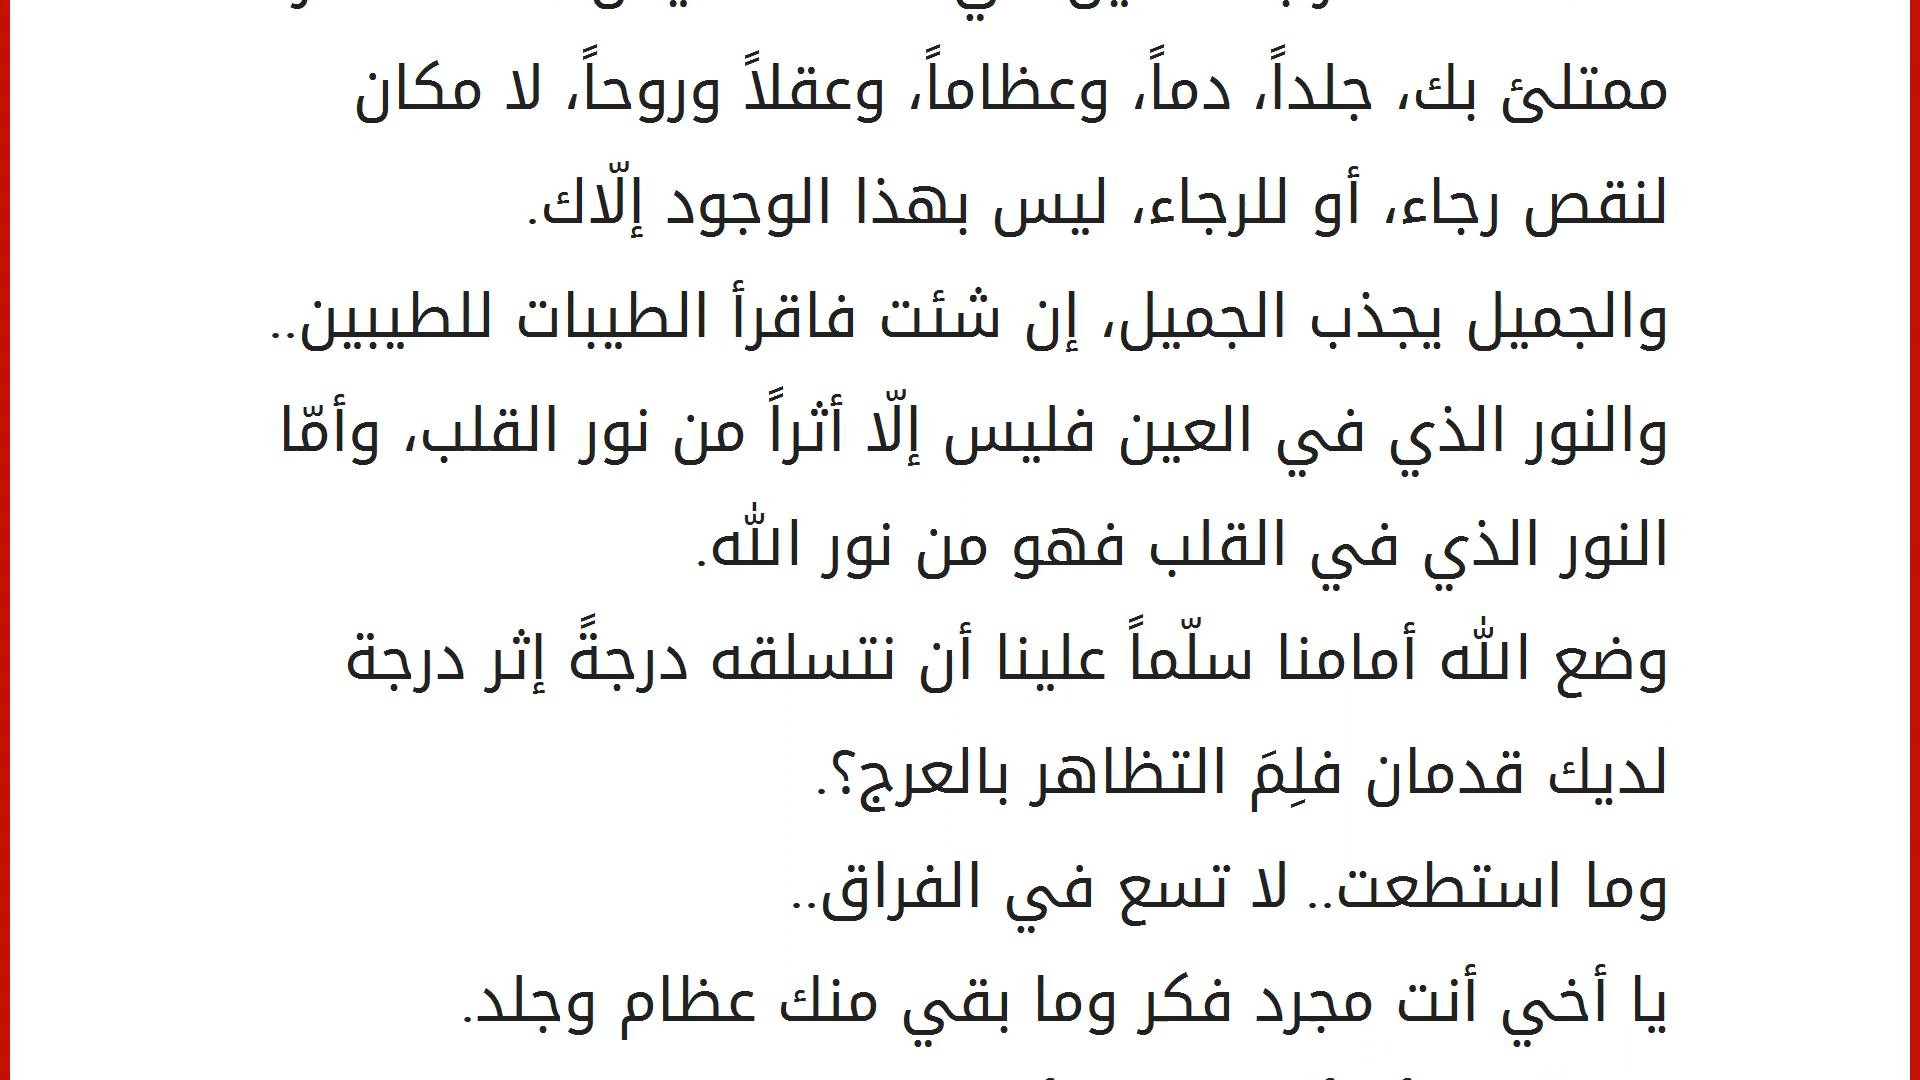 ممتلئ بك، جلداً، دماً، وعظاماً، وعقلاً وروحاً، لا مكان
لنقص رجاء، أو للرجاء، ليس بهذا الوجود إلّاك.
والجميل يجذب الجميل، إن شئت فاقرأ الطيبات للطيبين..
والنور الذي في العين فليس إلّا أثراً من نور القلب، وأمّا
النور الذي في القلب فهو من نور الله.
وضع الله أمامنا سلّماً علينا أن نتسلقه درجةً إثر درجة
لديك قدمان فلِمَ التظاهر بالعرج؟.
وما استطعت.. لا تسع في الفراق..
يا أخي أنت مجرد فكر وما بقي منك عظام وجلد.